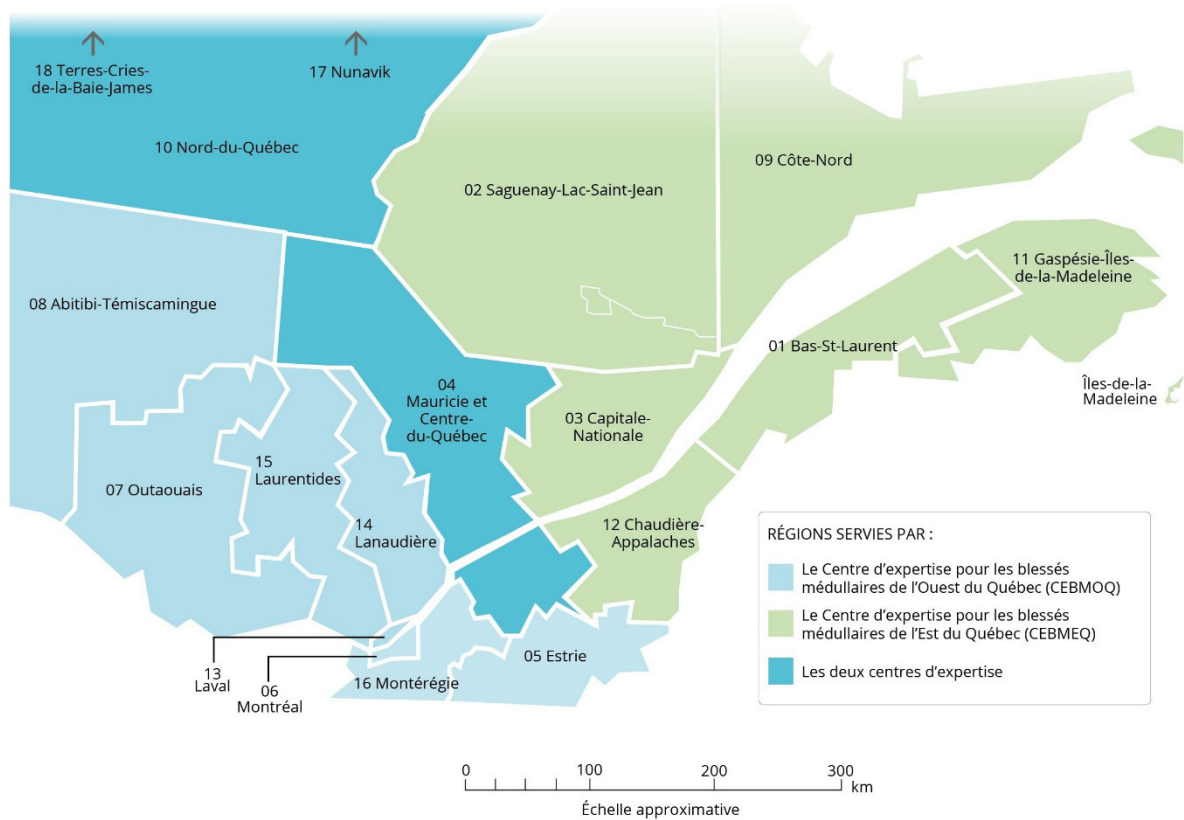 18 Terres-Cries-
de-la-Baie-James
17 Nunavik
10 Nord-du-Québec
02 Saguenay-Lac-Saint-Jean
09 Côte-Nord
11 Gaspésie-Îles-
de-la-Madeleine
08 Abitibi-Témiscamingue
01 Bas-St-Laurent
Îles-de-la-
Madeleine
04
Mauricie et
Centre-
du-Québec
03 Capitale-
Nationale
15
Laurentides
07 Outaouais
14
Lanaudière
12 Chaudière-
Appalaches
05 Estrie
13
Laval
06
Montréal
16 Montérégie
RÉGIONS SERVIES PAR :
Le Centre d’expertise pour les blessés
médullaires de l’Ouest du Québec (CEBMOQ)
Le Centre d’expertise pour les blessés
médullaires de l’Est du Québec (CEBMEQ)
Les deux centres d’expertise
0 100 200 300
km
Échelle approximative